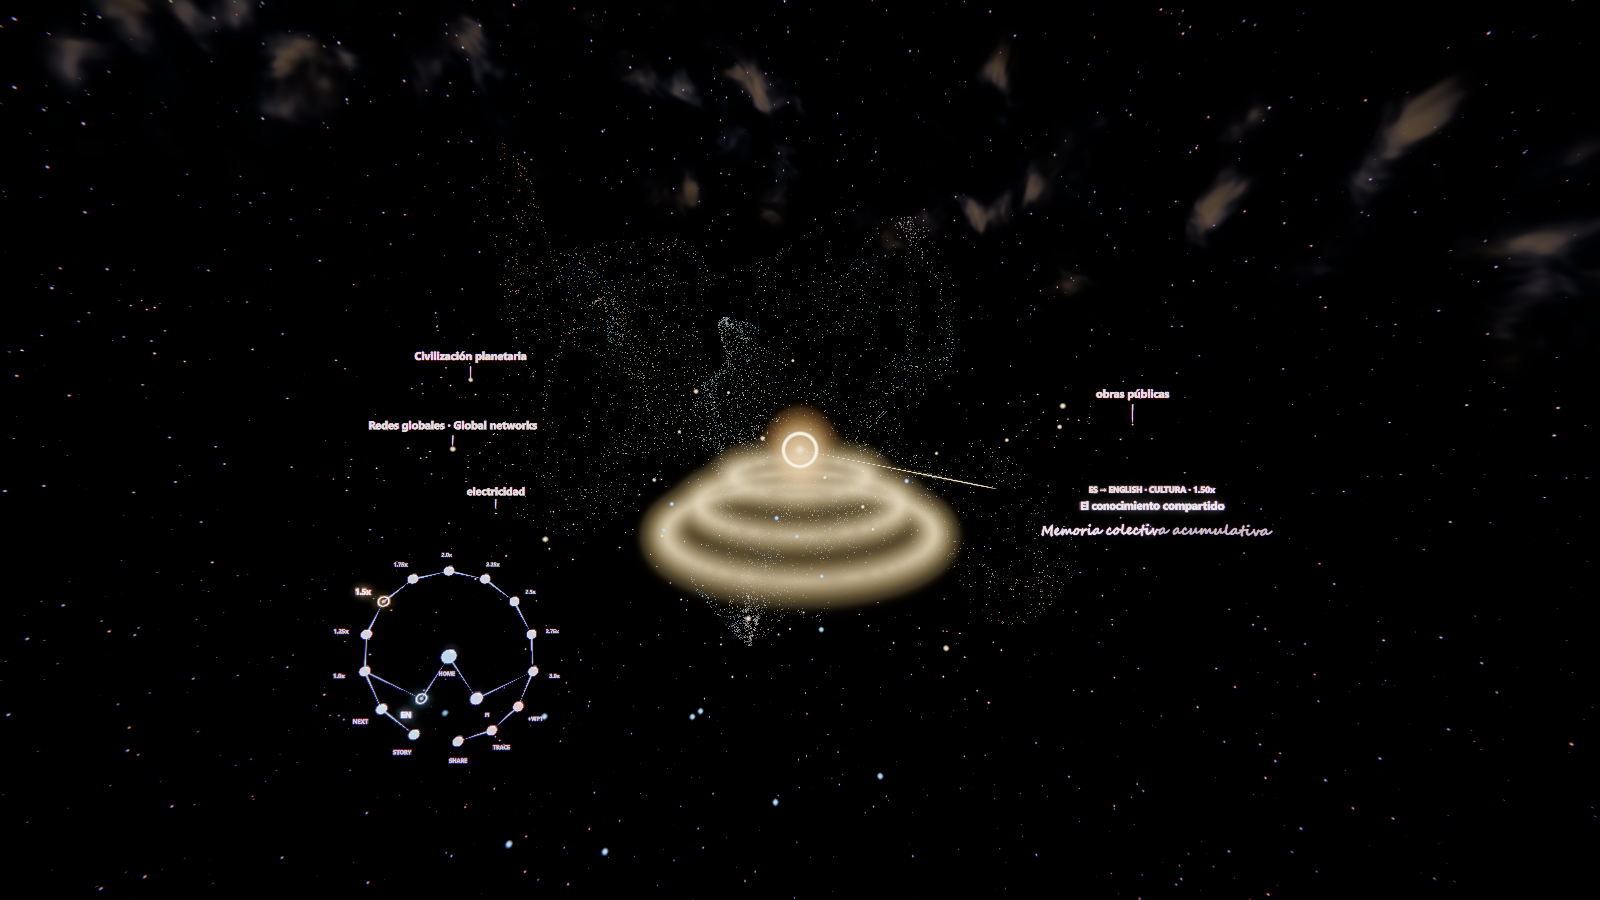 Civilización planetaria
obras públicas
Redes globales · Global networks
electricidad
ES → ENGLISH · CULTURA · 1.50x
El conocimiento compartido
Memoria colectiva acumulativa
2.0x
1.75x
2.25x
1.5x
2.5x
1.25x
2.75x
HOME
1.0x
3.0x
EN
FI
NEXT
TRACE
STORY
SHARE